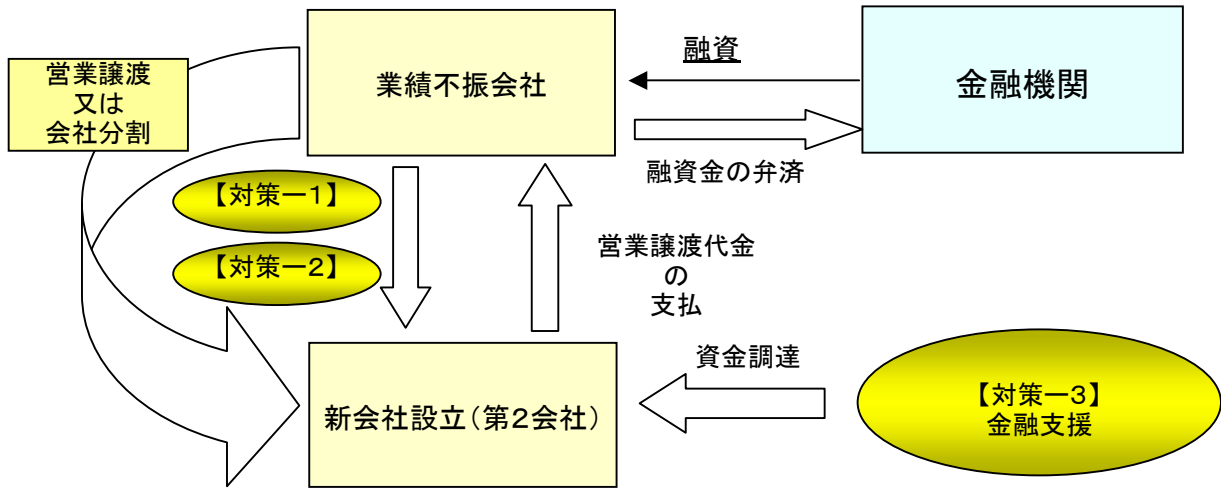 融資
営業譲渡
又は
会社分割
業績不振会社
金融機関
融資金の弁済
【対策ー1】
【対策ー2】
営業譲渡代金
の
支払
資金調達
新会社設立(第2会社)
【対策ー3】
金融支援